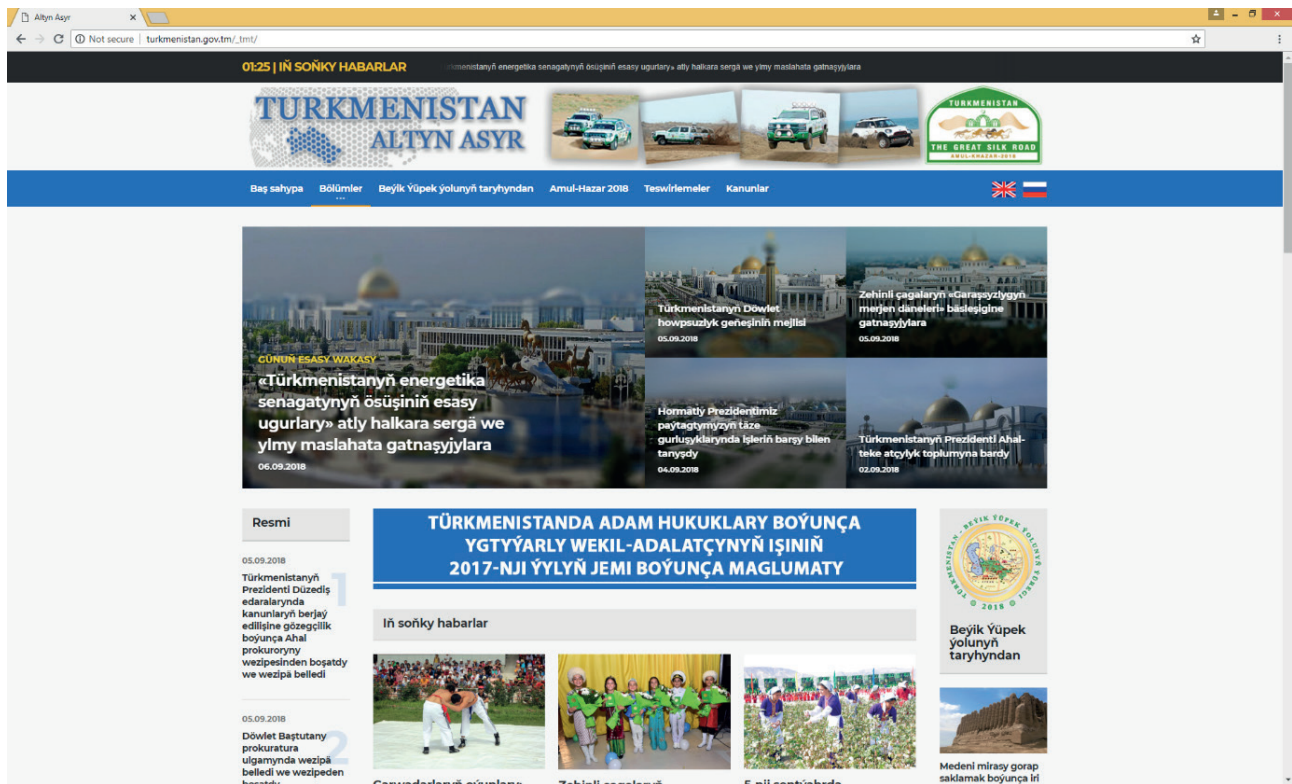 Altyn Asyr
Not secure | turkmenistan.gov.tm/_tmt/
01:25 | IŇ SOŇKY HABARLAR
energetika senagatynyň ösüşiniň esasy ugurlary» atly halkara sergä we ylmy maslahata gatnaşyjylara
TURKMENISTAN
ALTYN ASYR
TURKMENISTAN
THE GREAT SILK ROAD
AMUL-KHAZAR-2018
Baş sahypa Bölümler Beýik Ýüpek ýolunyň taryhyndan Amul-Hazar 2018 Teswirlemeler Kanunlar
GÜNÜŇ ESASY WAKASY
«Türkmenistanyň energetika
senagatynyň ösüşiniň esasy
ugurlary» atly halkara sergä we
ylmy maslahata gatnaşyjylara
06.09.2018
Türkmenistanyň Döwlet
howpsuzlyk geňeşiniň mejlisi
05.09.2018
Zehinli çagalaryň «Garaşsyzlygyň
merjen däneleri» bäsleşigine
gatnaşyjylara
05.09.2018
Hormatly Prezidentimiz
paýtagtymyzyň täze
gurluşyklarynda işleriň barşy bilen
tanyşdy
04.09.2018
Türkmenistanyň Prezidenti Ahal-
teke atçylyk toplumyna bardy
02.09.2018
Resmi
05.09.2018
1
Türkmenistanyň
Prezidenti Düzediş
edaralarynda
kanunlaryň berjaý
edilişine gözegçilik
boýunça Ahal
prokuroryny
wezipesinden boşatdy
we wezipä belledi
05.09.2018
2
Döwlet Baştutany
prokuratura
ulgamynda wezipä
belledi we wezipeden
TÜRKMENISTANDA ADAM HUKUKLARY BOÝUNÇA
YGTYÝARLY WEKIL-ADALATÇYNYŇ IŞINIŇ
2017-NJI ÝYLYŇ JEMI BOÝUNÇA MAGLUMATY
Iň soňky habarlar
TÜRKMENISTAN - BEÝIK ÝÜPEK ÝOLUNYŇ ÝÜREGI
2018
Beýik Ýüpek
ýolunyň
taryhyndan
Medeni mirasy gorap
saklamak boýunça iri